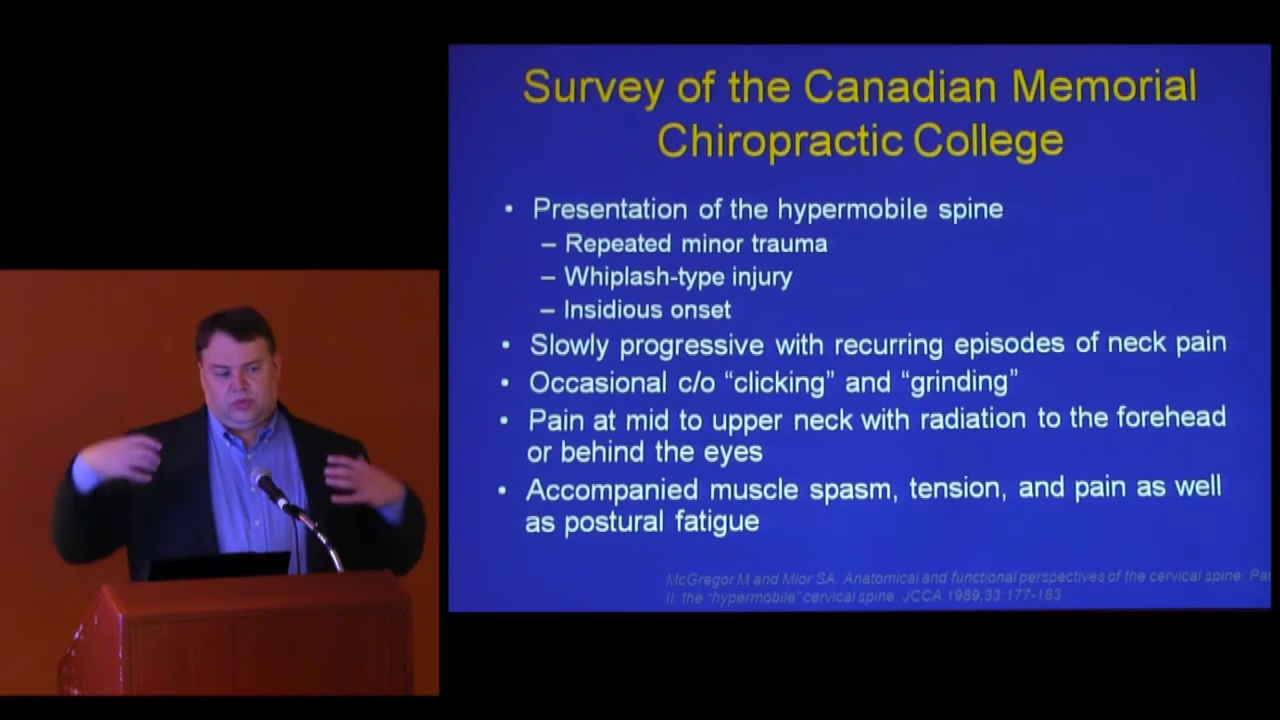 Survey of the Canadian Memorial
Chiropractic College
• Presentation of the hypermobile spine
– Repeated minor trauma
– Whiplash-type injury
– Insidious onset
• Slowly progressive with recurring episodes of neck pain
• Occasional c/o “clicking” and “grinding”
• Pain at mid to upper neck with radiation to the forehead
or behind the eyes
• Accompanied muscle spasm, tension, and pain as well
as postural fatigue
McGregor M and Mior SA. Anatomical and functional perspectives of the cervical spine: Pa
II. the “hypermobile” cervical spine. JCCA 1989;33:177-183